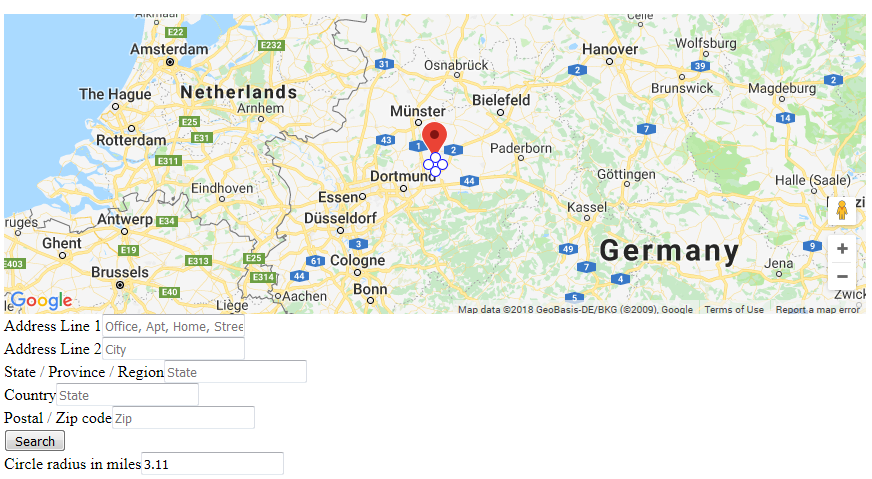 Alkmaar
Celle
E22
Amsterdam
E232
Hanover
Wolfsburg
Osnabrück
31
2
39
2
The Hague
Netherlands
Arnhem
Bielefeld
Brunswick
Magdeburg
Münster
E25
14
Rotterdam
E31
43
1
2
7
Paderborn
E311
Dortmund
44
Göttingen
Halle (Saale)
Eindhoven
Essen
Kassel
Antwerp
E34
Düsseldorf
Ghent
E19
3
49
Germany
9
E403
E313
61
Cologne
7
Jena
E314
44
4
Brussels
Bonn
5
E40
Aachen
Liège
Google
Map data ©2018 GeoBasis-DE/BKG (©2009), Google
Terms of Use
Report a map error
Address Line 1 Office, Apt, Home, Stree
Address Line 2 City
State / Province / Region State
Country State
Postal / Zip code Zip
Search
Circle radius in miles 3.11